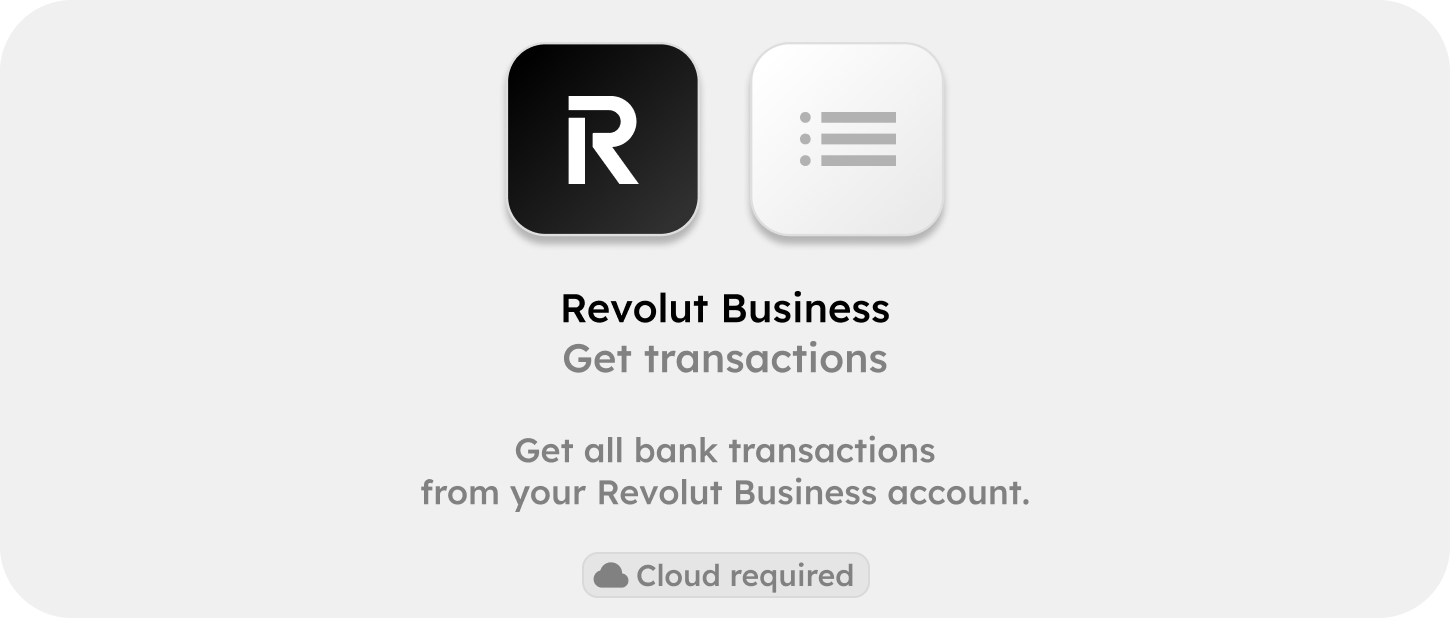 R
Revolut Business
Get transactions
Get all bank transactions
from your Revolut Business account.
Cloud required